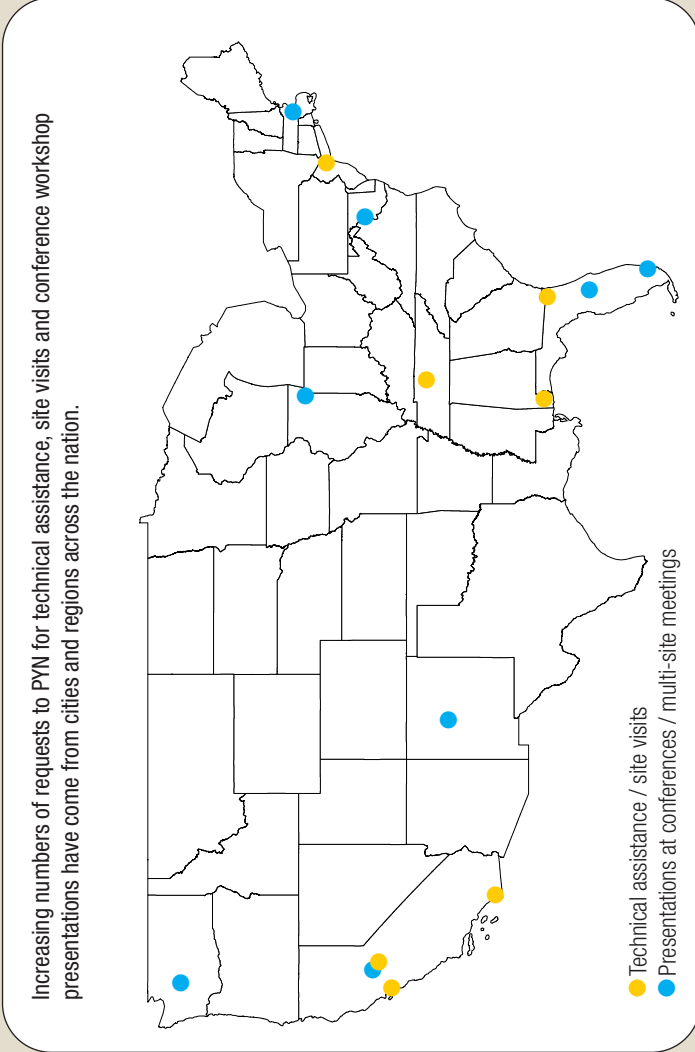 Increasing numbers of requests to PYN for technical assistance, site visits and conference workshop
presentations have come from cities and regions across the nation.
Technical assistance / site visits
Presentations at conferences / multi-site meetings